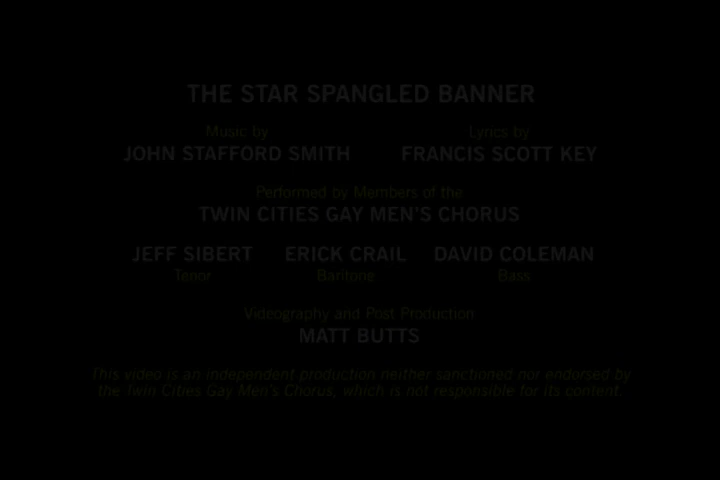 THE STAR SPANGLED BANNER
Music by Lyrics by
JOHN STAFFORD SMITH FRANCIS SCOTT KEY
Performed by Members of the
TWIN CITIES GAY MEN'S CHORUS
JEFF SIBERT ERICK CRAIL DAVID COLEMAN
Tenor Baritone Bass
Videography and Post Production
MATT BUTTS
This video is an independent production neither sanctioned nor endorsed by
the Twin Cities Gay Men's Chorus, which is not responsible for its content.